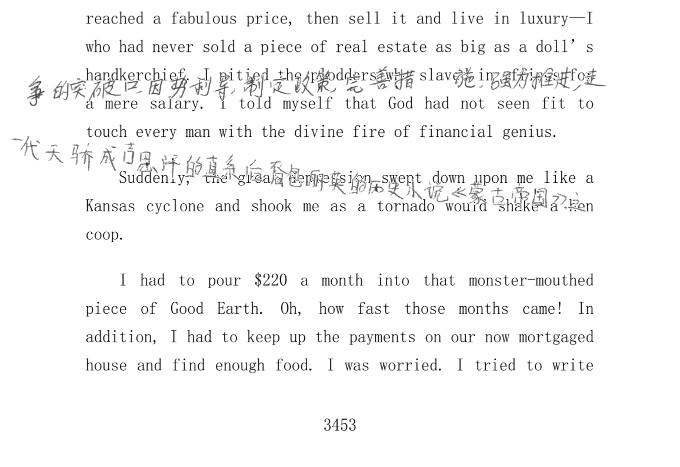 reached a fabulous price, then sell it and live in luxury—I
who had never sold a piece of real estate as big as a doll's
handkerchief. I pitied the plodders who slaved in offices for
争的突破口,因势利导,制定政策,完善措 施,强力推进,走
a mere salary. I told myself that God had not seen fit to
touch every man with the divine fire of financial genius.
一代天骄成吉思汗的直系后裔包丽英的历史小说《蒙古帝国》之
Suddenly, the great depression swept down upon me like a
Kansas cyclone and shook me as a tornado would shake a hen
coop.
I had to pour $220 a month into that monster-mouthed
piece of Good Earth. Oh, how fast those months came! In
addition, I had to keep up the payments on our now mortgaged
house and find enough food. I was worried. I tried to write
3453